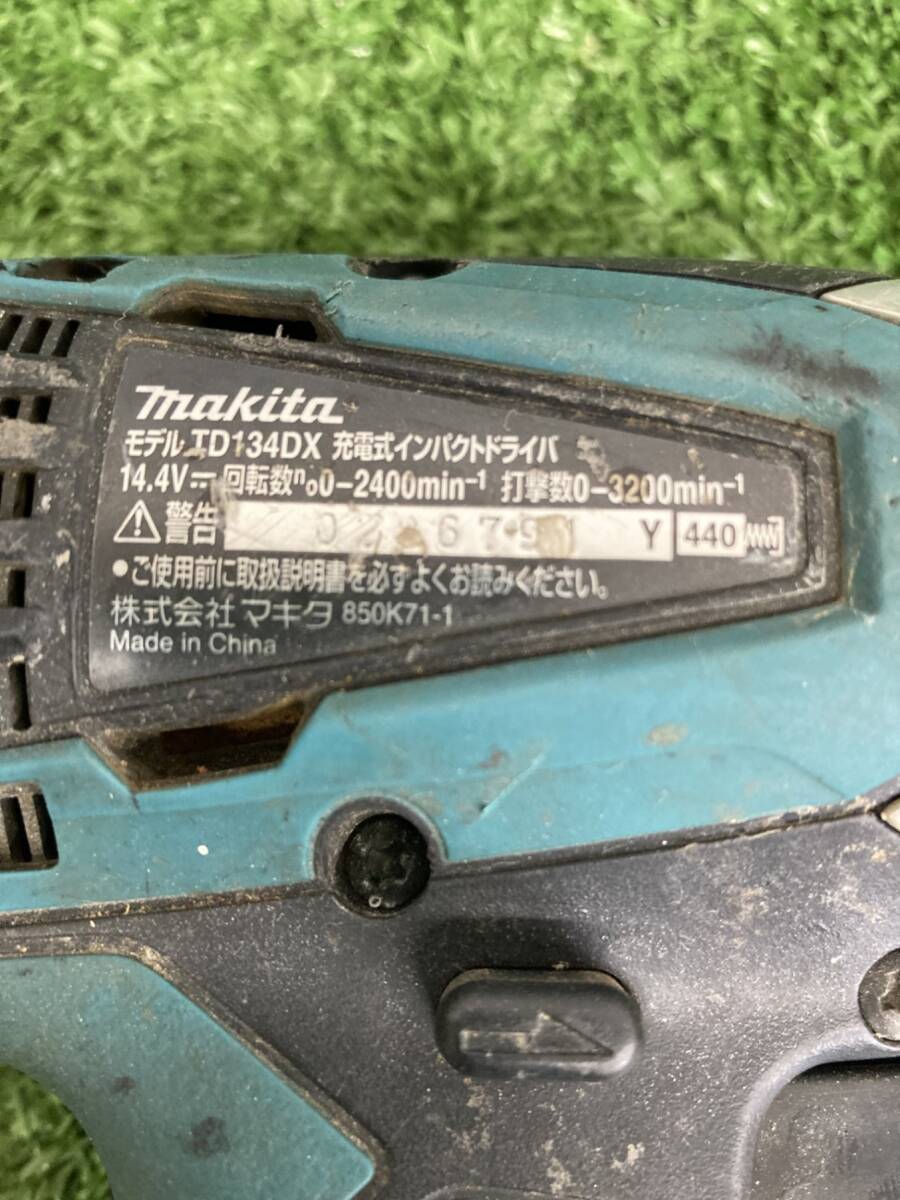 makita
モデル TD134DX 充電式インパクトドライバ
14.4V⎓ 回転数n₀0-2400min⁻¹ 打撃数0-3200min⁻¹
⚠警告 Y 440
●ご使用前に取扱説明書を必ずよくお読みください。
株式会社 マキタ 850K71-1
Made in China